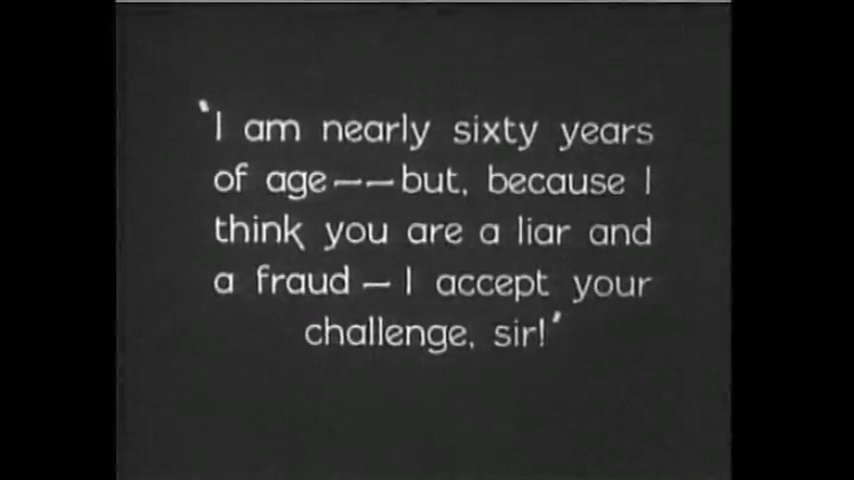 'I am nearly sixty years
of age——but, because I
think you are a liar and
a fraud — I accept your
challenge, sir!'